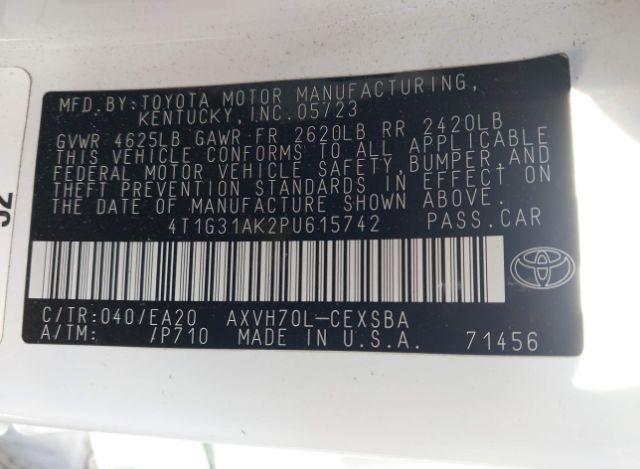 MFD.BY:TOYOTA MOTOR MANUFACTURING,
KENTUCKY, INC. 05/23
GVWR 4625LB GAWR FR 2620LB RR 2420LB
THIS VEHICLE CONFORMS TO ALL APPLICABLE
FEDERAL MOTOR VEHICLE SAFETY,BUMPER,AND
THEFT PREVENTION STANDARDS IN EFFECT ON
THE DATE OF MANUFACTURE SHOWN ABOVE.
4T1G31AK2PU615742 PASS.CAR
C/TR:040/EA20 AXVH70L-CEXSBA
A/TM: /P710 MADE IN U.S.A. 71456